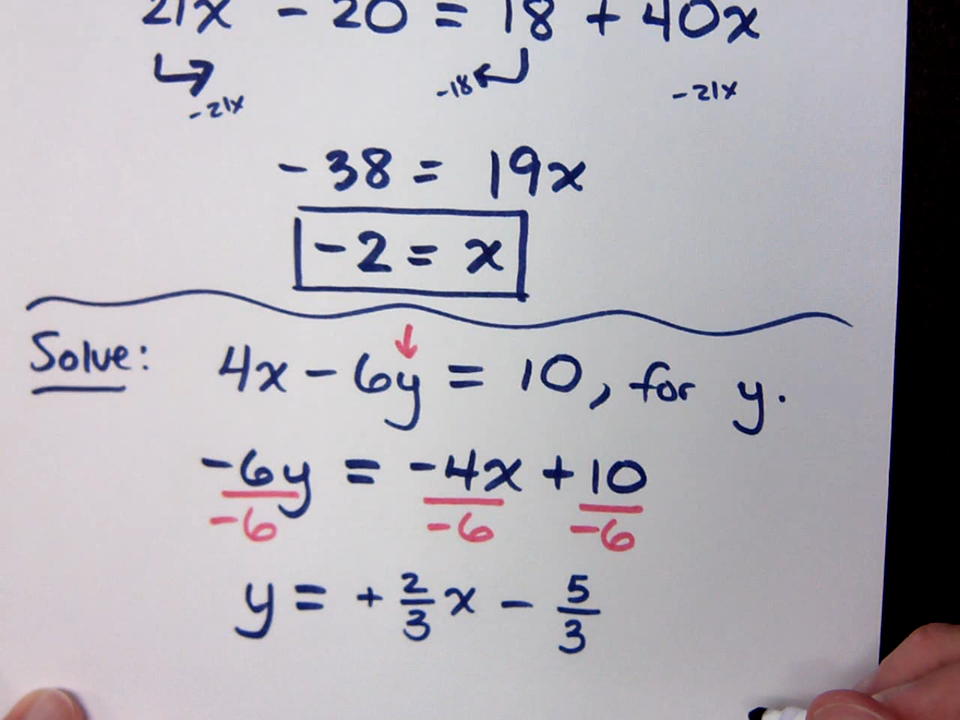 21x - 20 = 18 + 40x
-21x -18 -21x
-38 = 19x
-2 = x
Solve: 4x - 6y = 10, for y.
-6y = -4x + 10
-6 -6 -6
y = + 2/3 x - 5/3